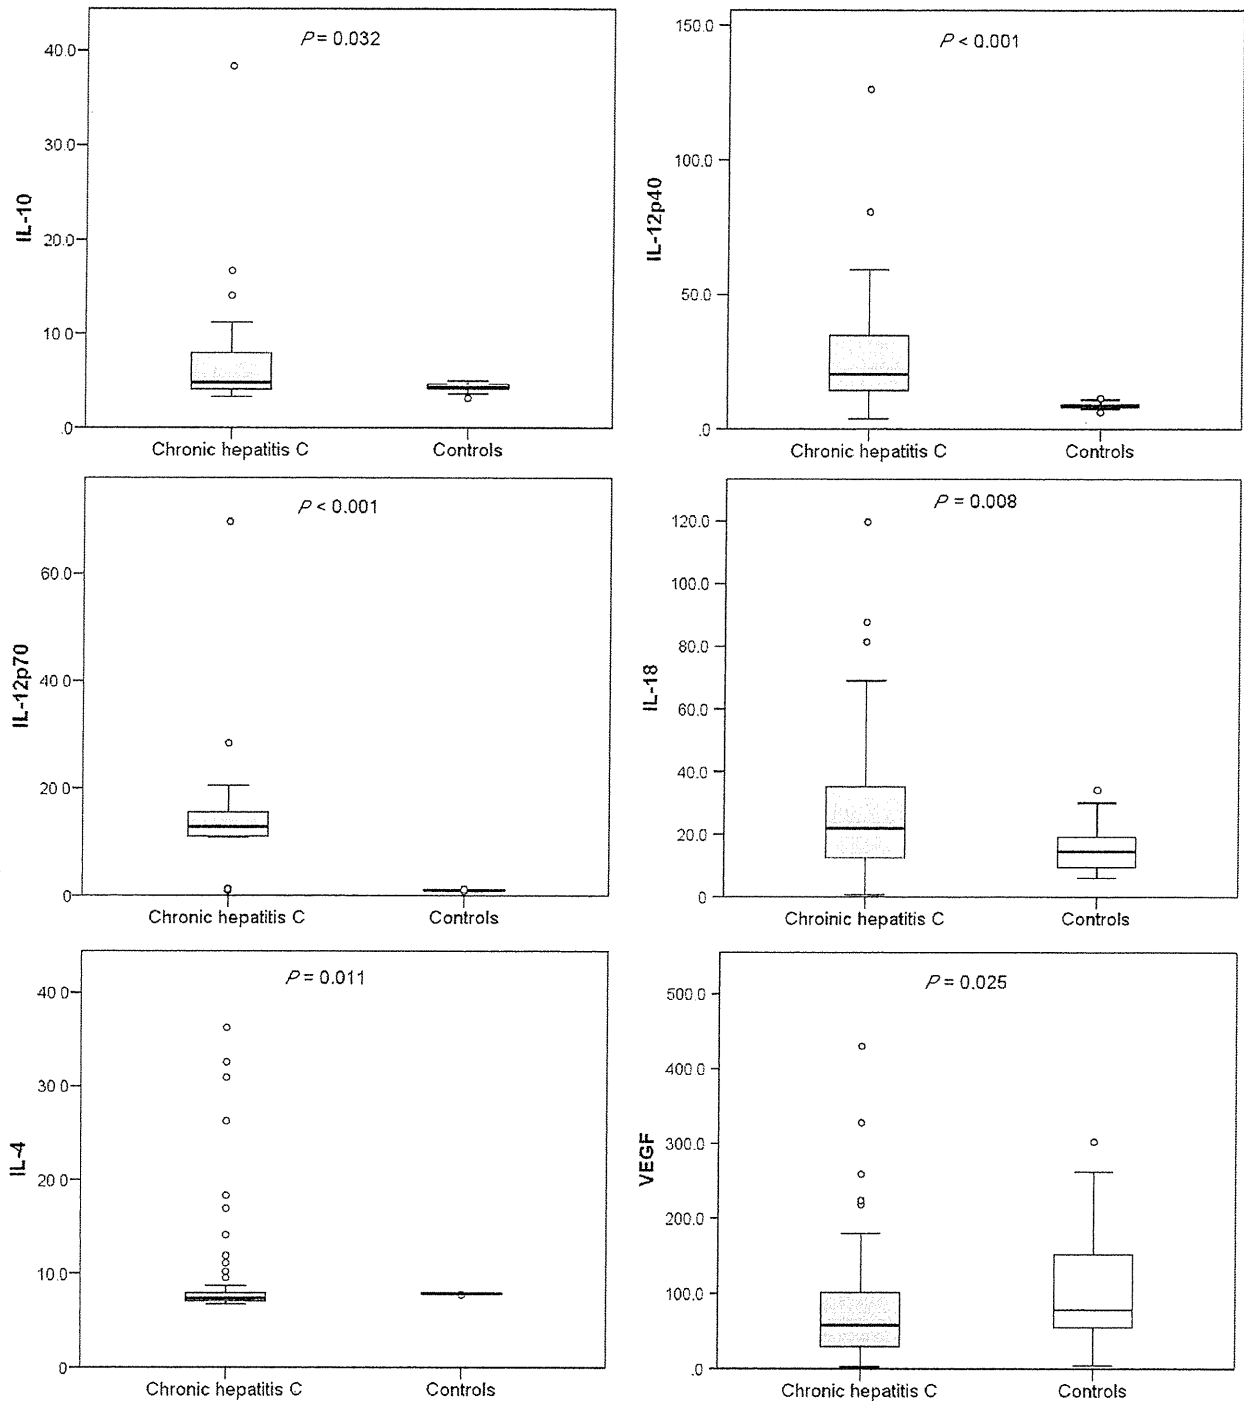 P = 0.032
40.0
30.0
20.0
10.0
.0
IL-10
Chronic hepatitis C Controls
P < 0.001
150.0
100.0
50.0
.0
IL-12p40
Chronic hepatitis C Controls
P < 0.001
60.0
40.0
20.0
0
IL-12p70
Chronic hepatitis C Controls
P = 0.008
120.0
100.0
80.0
60.0
40.0
20.0
.0
IL-18
Chroinic hepatitis C Controls
P = 0.011
40 0
30 0
20 0
10.0
0
IL-4
Chronic hepatitis C Controls
P = 0.025
500.0
400.0
300.0
200.0
100.0
.0
VEGF
Chronic hepatitis C Controls